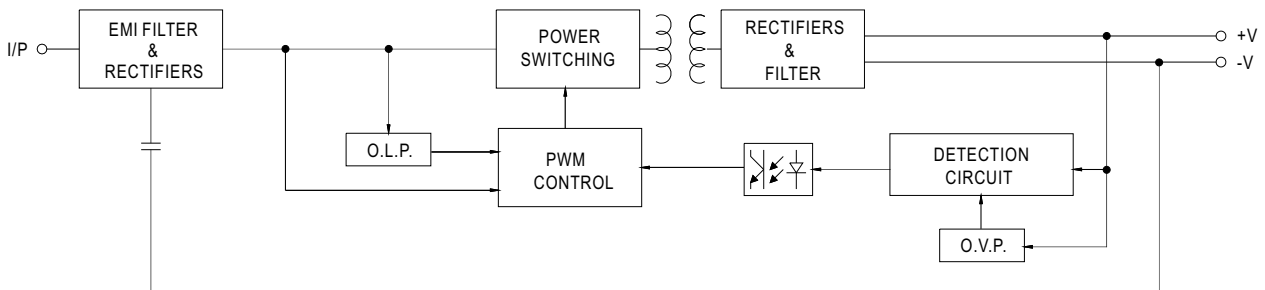 I/P
EMI FILTER
&
RECTIFIERS
POWER
SWITCHING
RECTIFIERS
&
FILTER
+V
-V
O.L.P.
PWM
CONTROL
DETECTION
CIRCUIT
O.V.P.